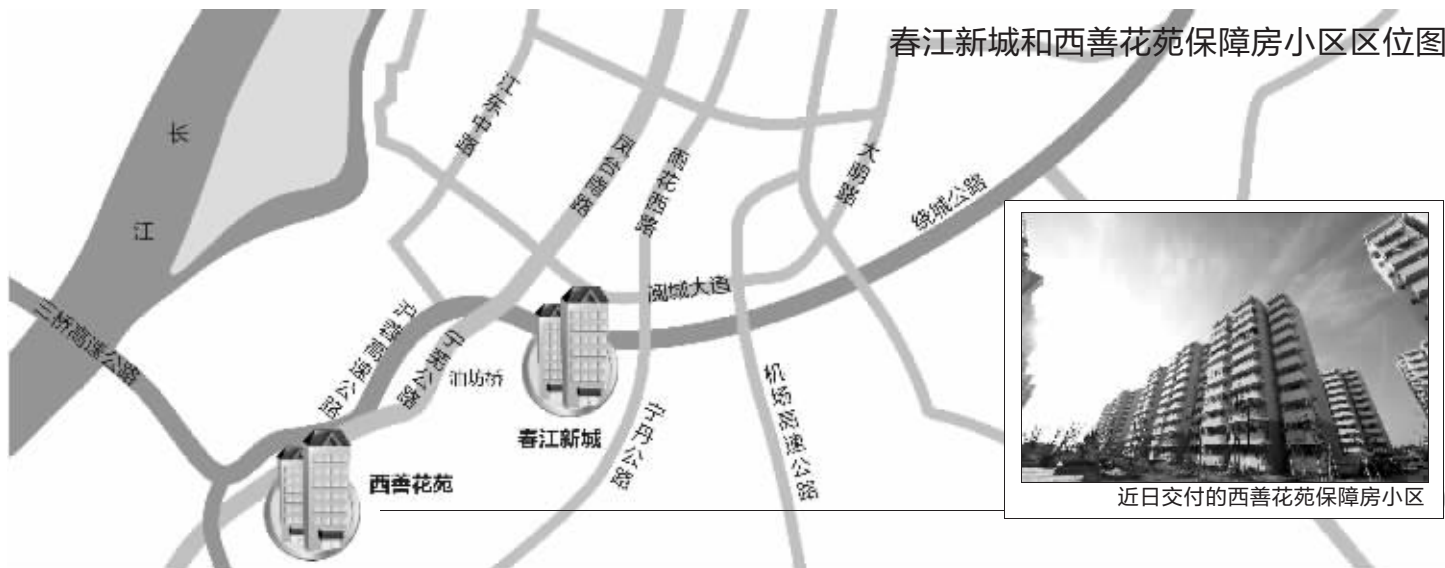 春江新城和西善花苑保障房小区区位图
长
江
江东中路
凤台南路
雨花西路
大明路
绕城公路
三桥高速公路
宁芜公路
油坊桥
春江新城
宁丹公路
机场高速公路
西善花苑
近日交付的西善花苑保障房小区